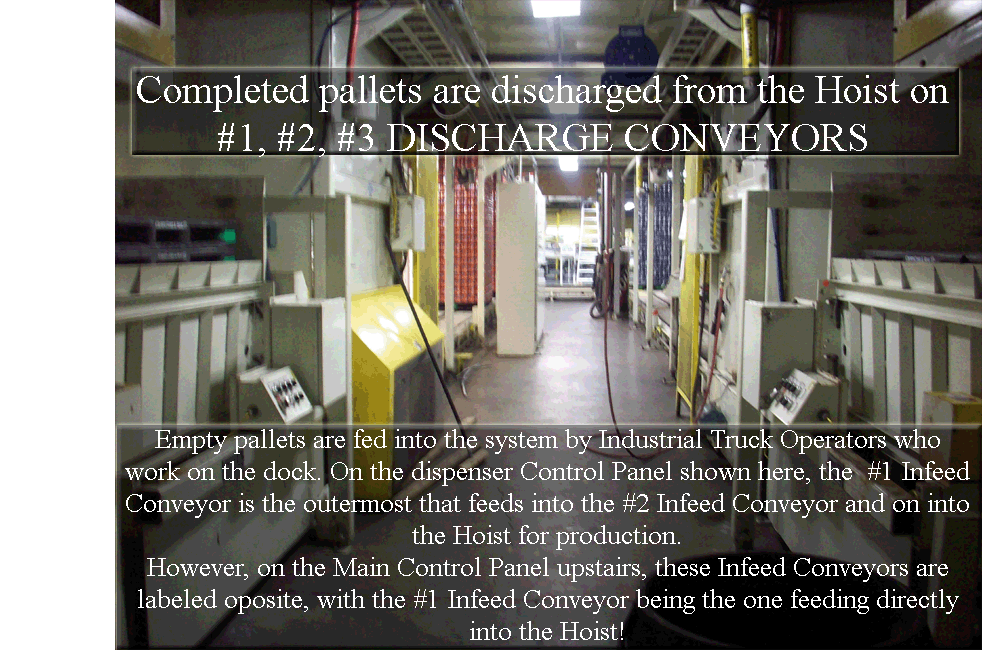 Completed pallets are discharged from the Hoist on
#1, #2, #3 DISCHARGE CONVEYORS
Empty pallets are fed into the system by Industrial Truck Operators who
work on the dock. On the dispenser Control Panel shown here, the #1 Infeed
Conveyor is the outermost that feeds into the #2 Infeed Conveyor and on into
the Hoist for production.
However, on the Main Control Panel upstairs, these Infeed Conveyors are
labeled oposite, with the #1 Infeed Conveyor being the one feeding directly
into the Hoist!